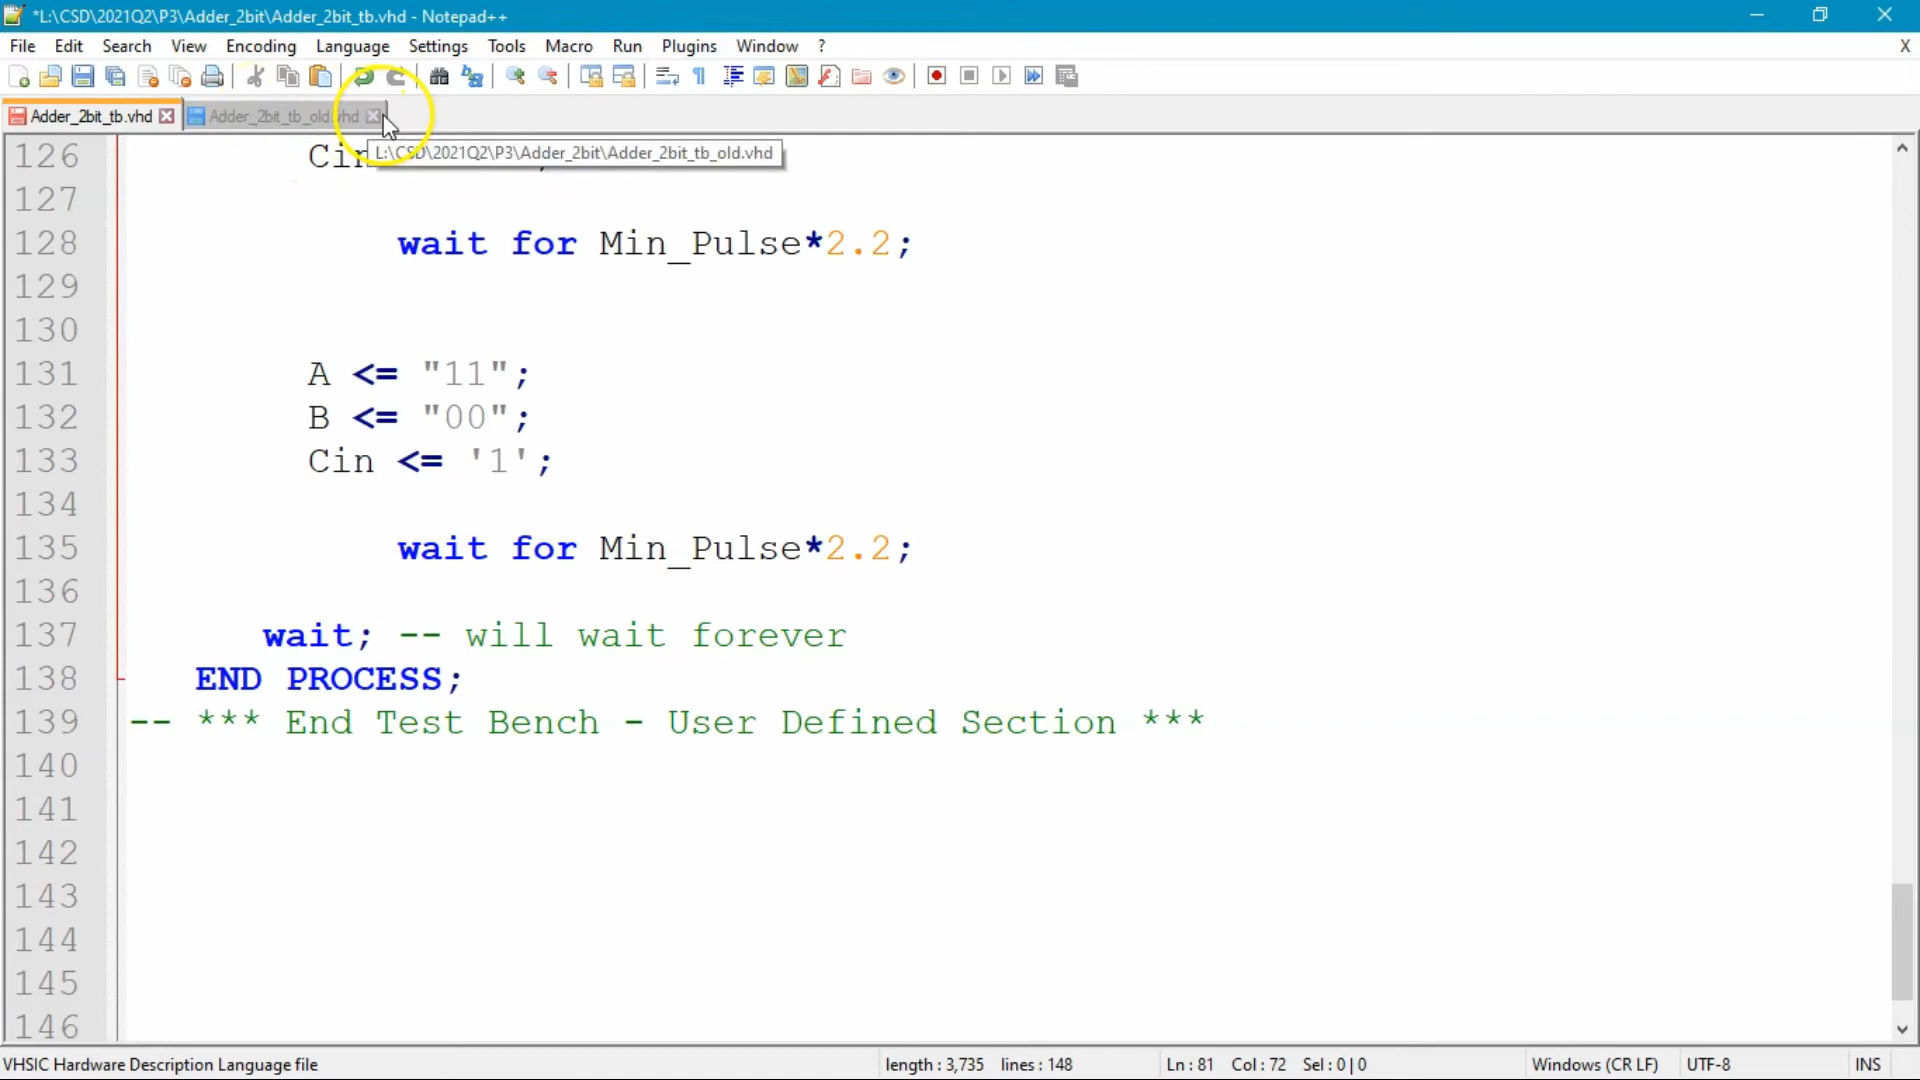 *L:\CSD\2021Q2\P3\Adder_2bit\Adder_2bit_tb.vhd - Notepad++
File Edit Search View Encoding Language Settings Tools Macro Run Plugins Window ? X
Adder_2bit_tb.vhd Adder_2bit_tb_old.vhd
L:\CSD\2021Q2\P3\Adder_2bit\Adder_2bit_tb_old.vhd
126 Cin
127
128 wait for Min_Pulse*2.2;
129
130
131 A <= "11";
132 B <= "00";
133 Cin <= '1';
134
135 wait for Min_Pulse*2.2;
136
137 wait; -- will wait forever
138 END PROCESS;
139 -- *** End Test Bench - User Defined Section ***
140
141
142
143
144
145
146
VHSIC Hardware Description Language file length : 3,735 lines : 148 Ln : 81 Col : 72 Sel : 0 | 0 Windows (CR LF) UTF-8 INS